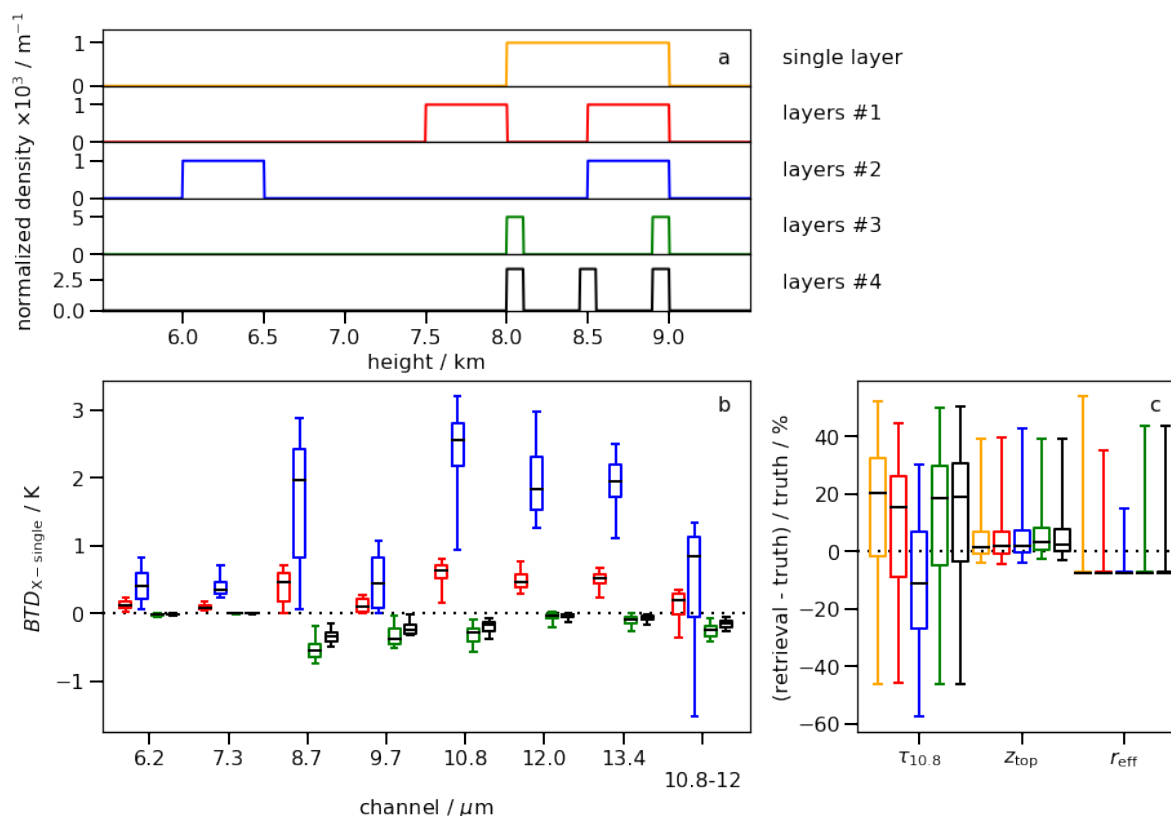 normalized density ×10³ / m⁻¹
1
0
a
single layer
1
0
layers #1
1
0
layers #2
5
0
layers #3
2.5
0.0
layers #4
6.0 6.5 7.0 7.5 8.0 8.5 9.0
height / km
BTD_X − single / K
3
2
1
0
−1
b
6.2 7.3 8.7 9.7 10.8 12.0 13.4
10.8-12
channel / μm
(retrieval - truth) / truth / %
40
20
0
−20
−40
−60
c
τ10.8 ztop reff